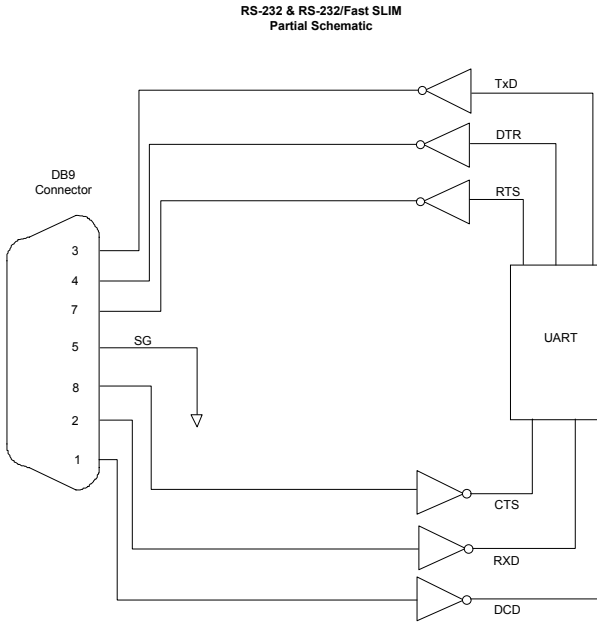 RS-232 & RS-232/Fast SLIM
Partial Schematic
TxD
DTR
DB9
Connector
RTS
3
4
7
UART
SG
5
8
2
1
CTS
RXD
DCD